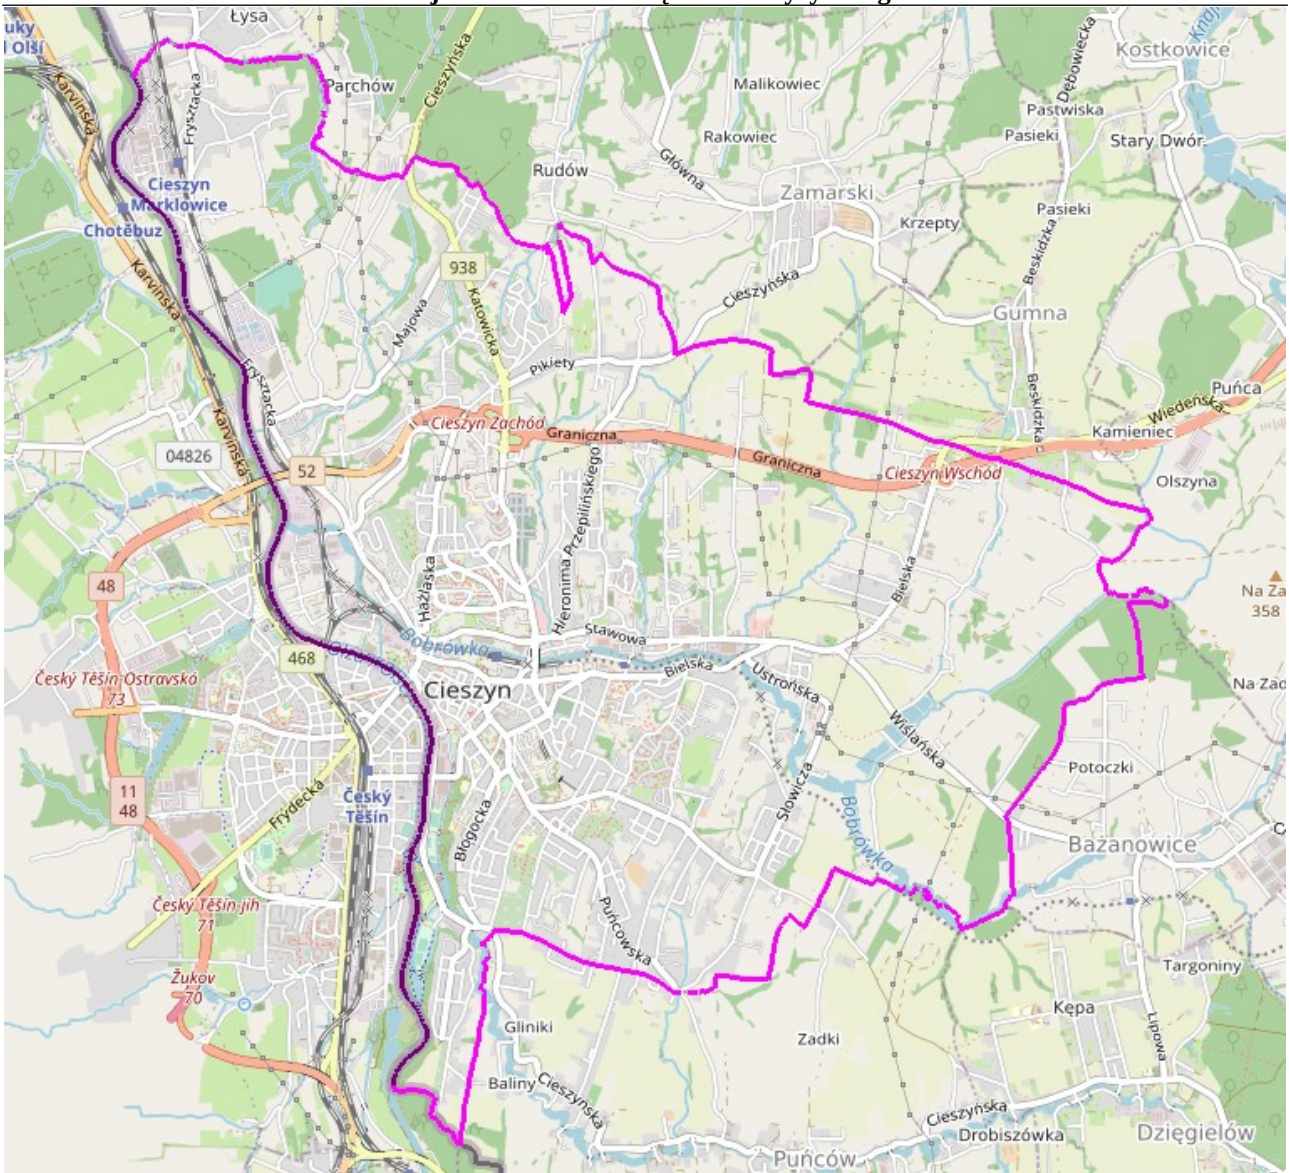 Łysa
uky
Olší
Karvinská
Frysztacka
Parchów
Cieszyńska
Malikowiec
Dębowiecka
Kostkowice
Pastwiska
Rakowiec
Pasieki
Stary Dwór
Rudów
Główna
Cieszyn
Marklowice
Chotěbuz
Zamarski
Krzepty
Pasieki
Beskidzka
Karvinská
938
Katowicka
Majowa
Cieszyńska
Gumna
Pikiety
Frysztacka
Beskidzka
Puńca
Wiedeńska
Kamieniec
Karvinská
Cieszyn Zachód
Graniczna
Graniczna
Cieszyn Wschód
04826
52
Olszyna
Hieronima Przepilińskiego
48
Hażlaska
Bielska
Na Za
358
Stawowa
Bobrówka
468
Bielska
Ustrońska
Český Těšín-Ostravská
73
Cieszyn
Na Zad
Wiślańska
11
48
Frydecka
Český
Těšín
Błogocka
Słowicza
Potoczki
Bobrówka
Bażanowice
Český Těšín-jih
71
Puńcowska
Žukov
70
Targoniny
Gliniki
Zadki
Kępa
Lipowa
Baliny
Cieszyńska
Cieszyńska
Drobiszówka
Dzięgielów
Puńców